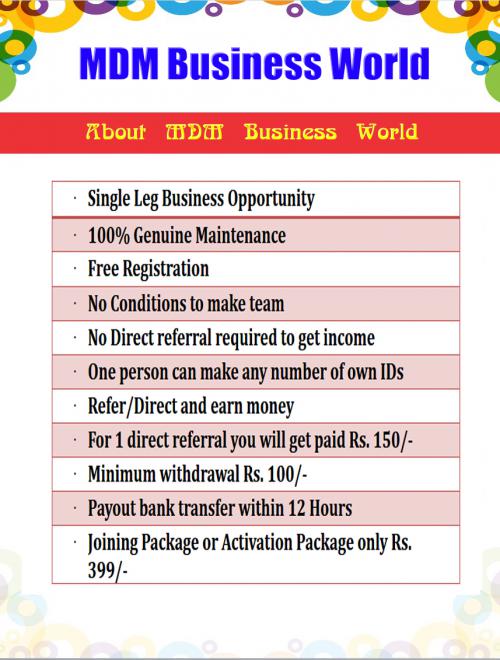 MDM Business World
About MDM Business World
· Single Leg Business Opportunity
· 100% Genuine Maintenance
· Free Registration
· No Conditions to make team
· No Direct referral required to get income
· One person can make any number of own IDs
· Refer/Direct and earn money
· For 1 direct referral you will get paid Rs. 150/-
· Minimum withdrawal Rs. 100/-
· Payout bank transfer within 12 Hours
· Joining Package or Activation Package only Rs.
399/-